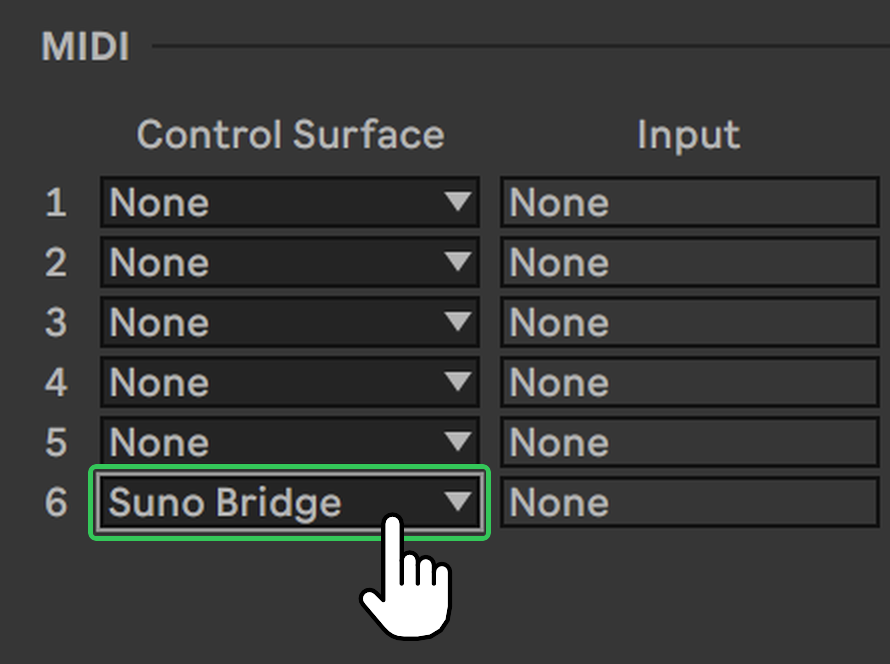 MIDI
Control Surface Input
1 None None
2 None None
3 None None
4 None None
5 None None
6 Suno Bridge None